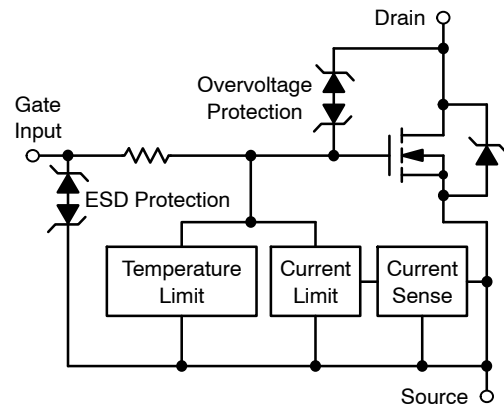 Drain
Overvoltage
Protection
Gate
Input
ESD Protection
Temperature
Limit
Current
Limit
Current
Sense
Source